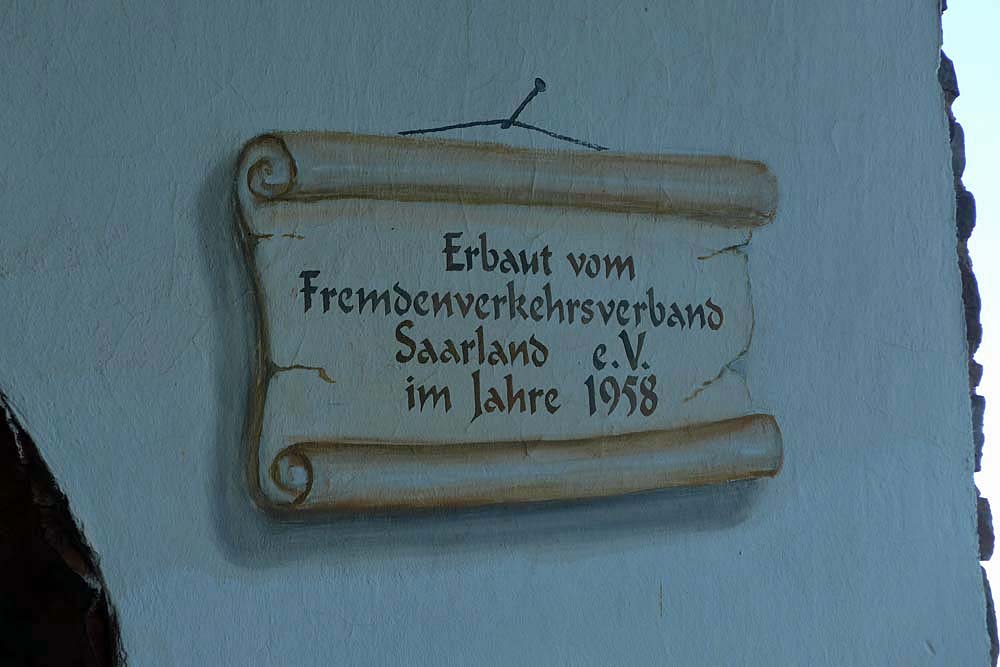 Erbaut vom
Fremdenverkehrsverband
Saarland e.V.
im Jahre 1958